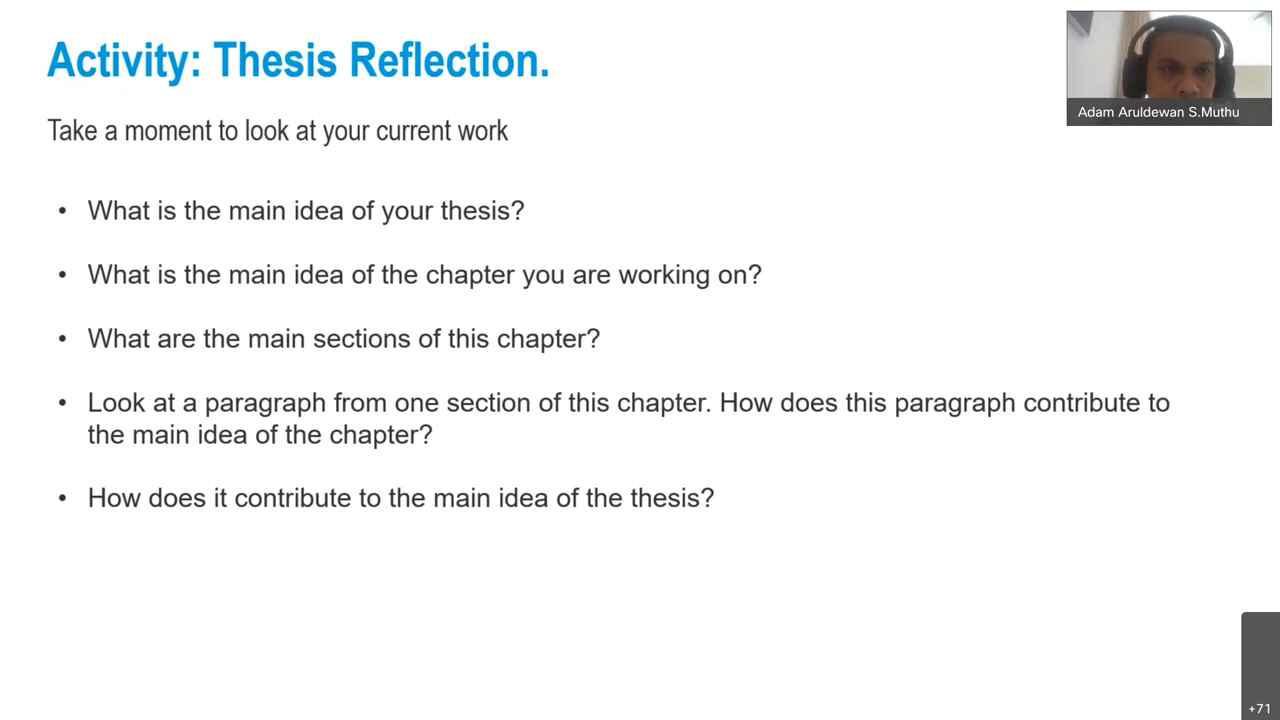 Activity: Thesis Reflection.
Adam Aruldewan S.Muthu
Take a moment to look at your current work
• What is the main idea of your thesis?
• What is the main idea of the chapter you are working on?
• What are the main sections of this chapter?
• Look at a paragraph from one section of this chapter. How does this paragraph contribute to
the main idea of the chapter?
• How does it contribute to the main idea of the thesis?
+71